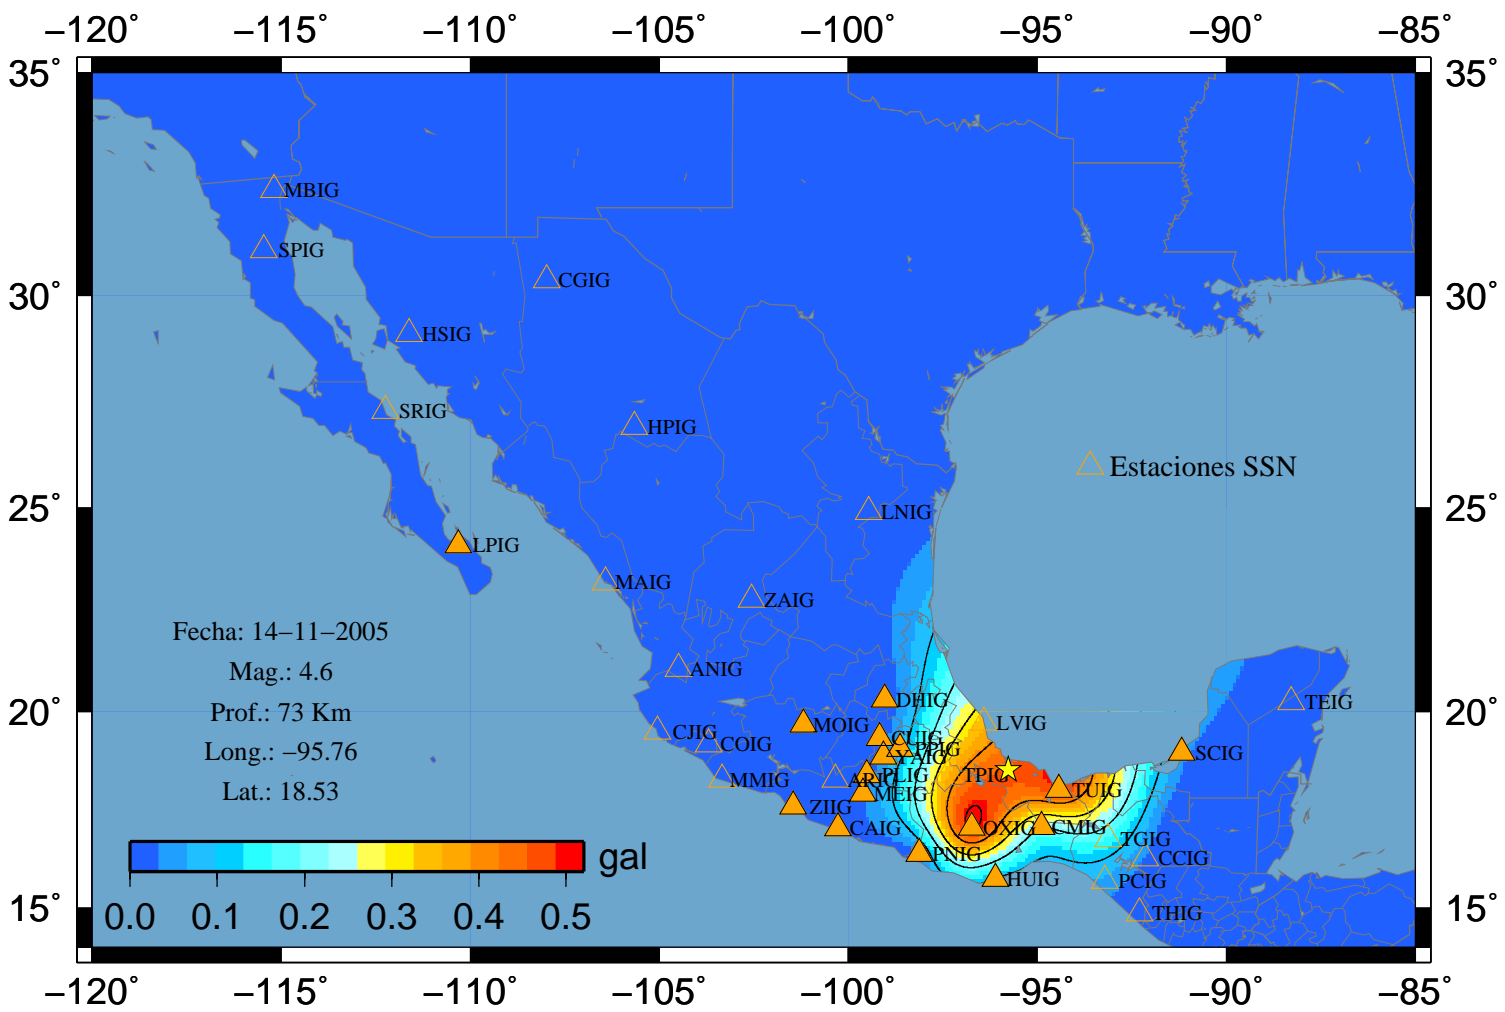 −120˚ −115˚ −110˚ −105˚ −100˚ −95˚ −90˚ −85˚
35˚ 35˚
MBIG
SPIG
CGIG
30˚ 30˚
HSIG
SRIG
HPIG
Estaciones SSN
25˚ 25˚
LNIG
LPIG
MAIG
ZAIG
Fecha: 14−11−2005
Mag.: 4.6
Prof.: 73 Km
Long.: −95.76
Lat.: 18.53
ANIG
DHIG
TEIG
20˚ 20˚
MOIG
LVIG
CJIG
COIG
CUIG
PPIG
YAIG
SCIG
MMIG
PLIG
TPIG
MEIG
TUIG
ZIIG
CAIG
OXIG
CMIG
TGIG
PNIG
CCIG
HUIG
PCIG
THIG
gal
0.0 0.1 0.2 0.3 0.4 0.5
15˚ 15˚
−120˚ −115˚ −110˚ −105˚ −100˚ −95˚ −90˚ −85˚